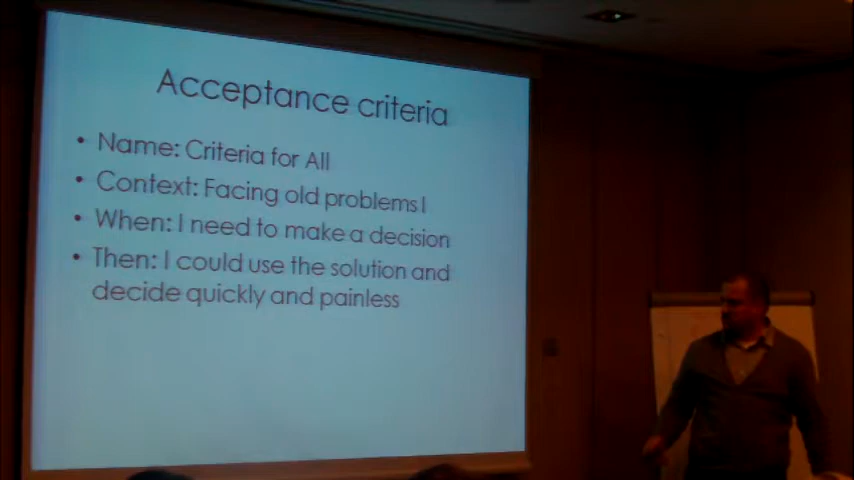 Acceptance criteria
• Name: Criteria for All
• Context: Facing old problems I
• When: I need to make a decision
• Then: I could use the solution and
decide quickly and painless